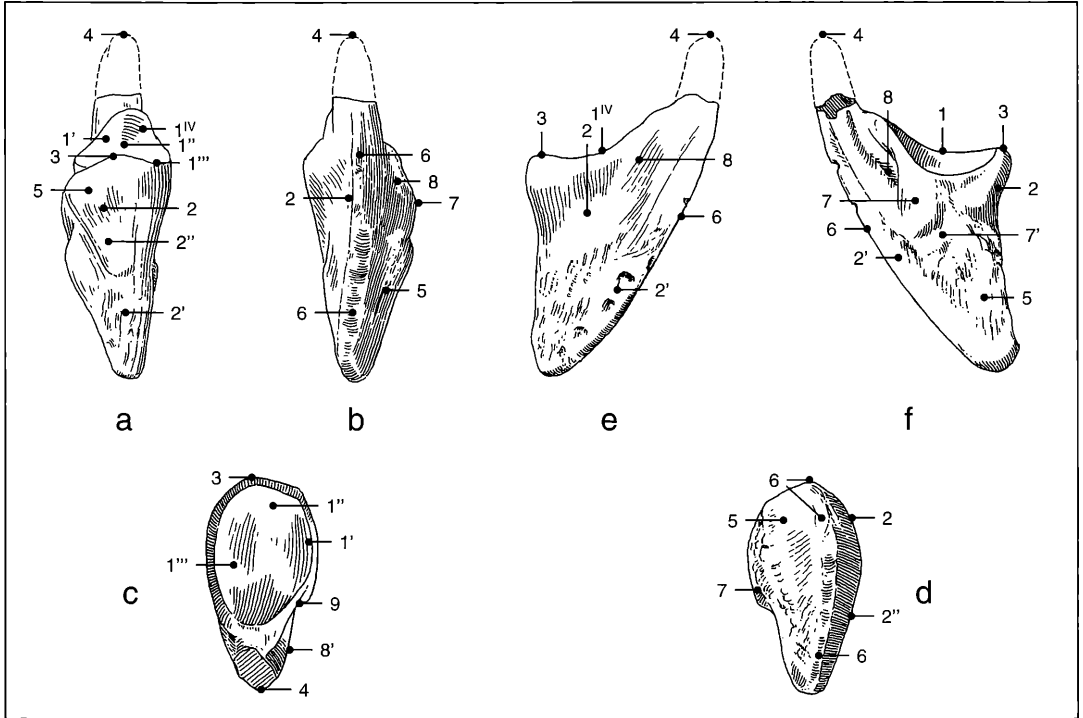 4 4 4 4
1' 1IV 1'' 1''' 3 5 2 2'' 2'
6 2 8 7 5 6
3 1IV 2 8 6 2'
8 1 3 2 7 7' 6 2' 5
a b e f
3 1'' 1' 1''' 9 8' 4
c
6 5 2 7 2'' 6
d